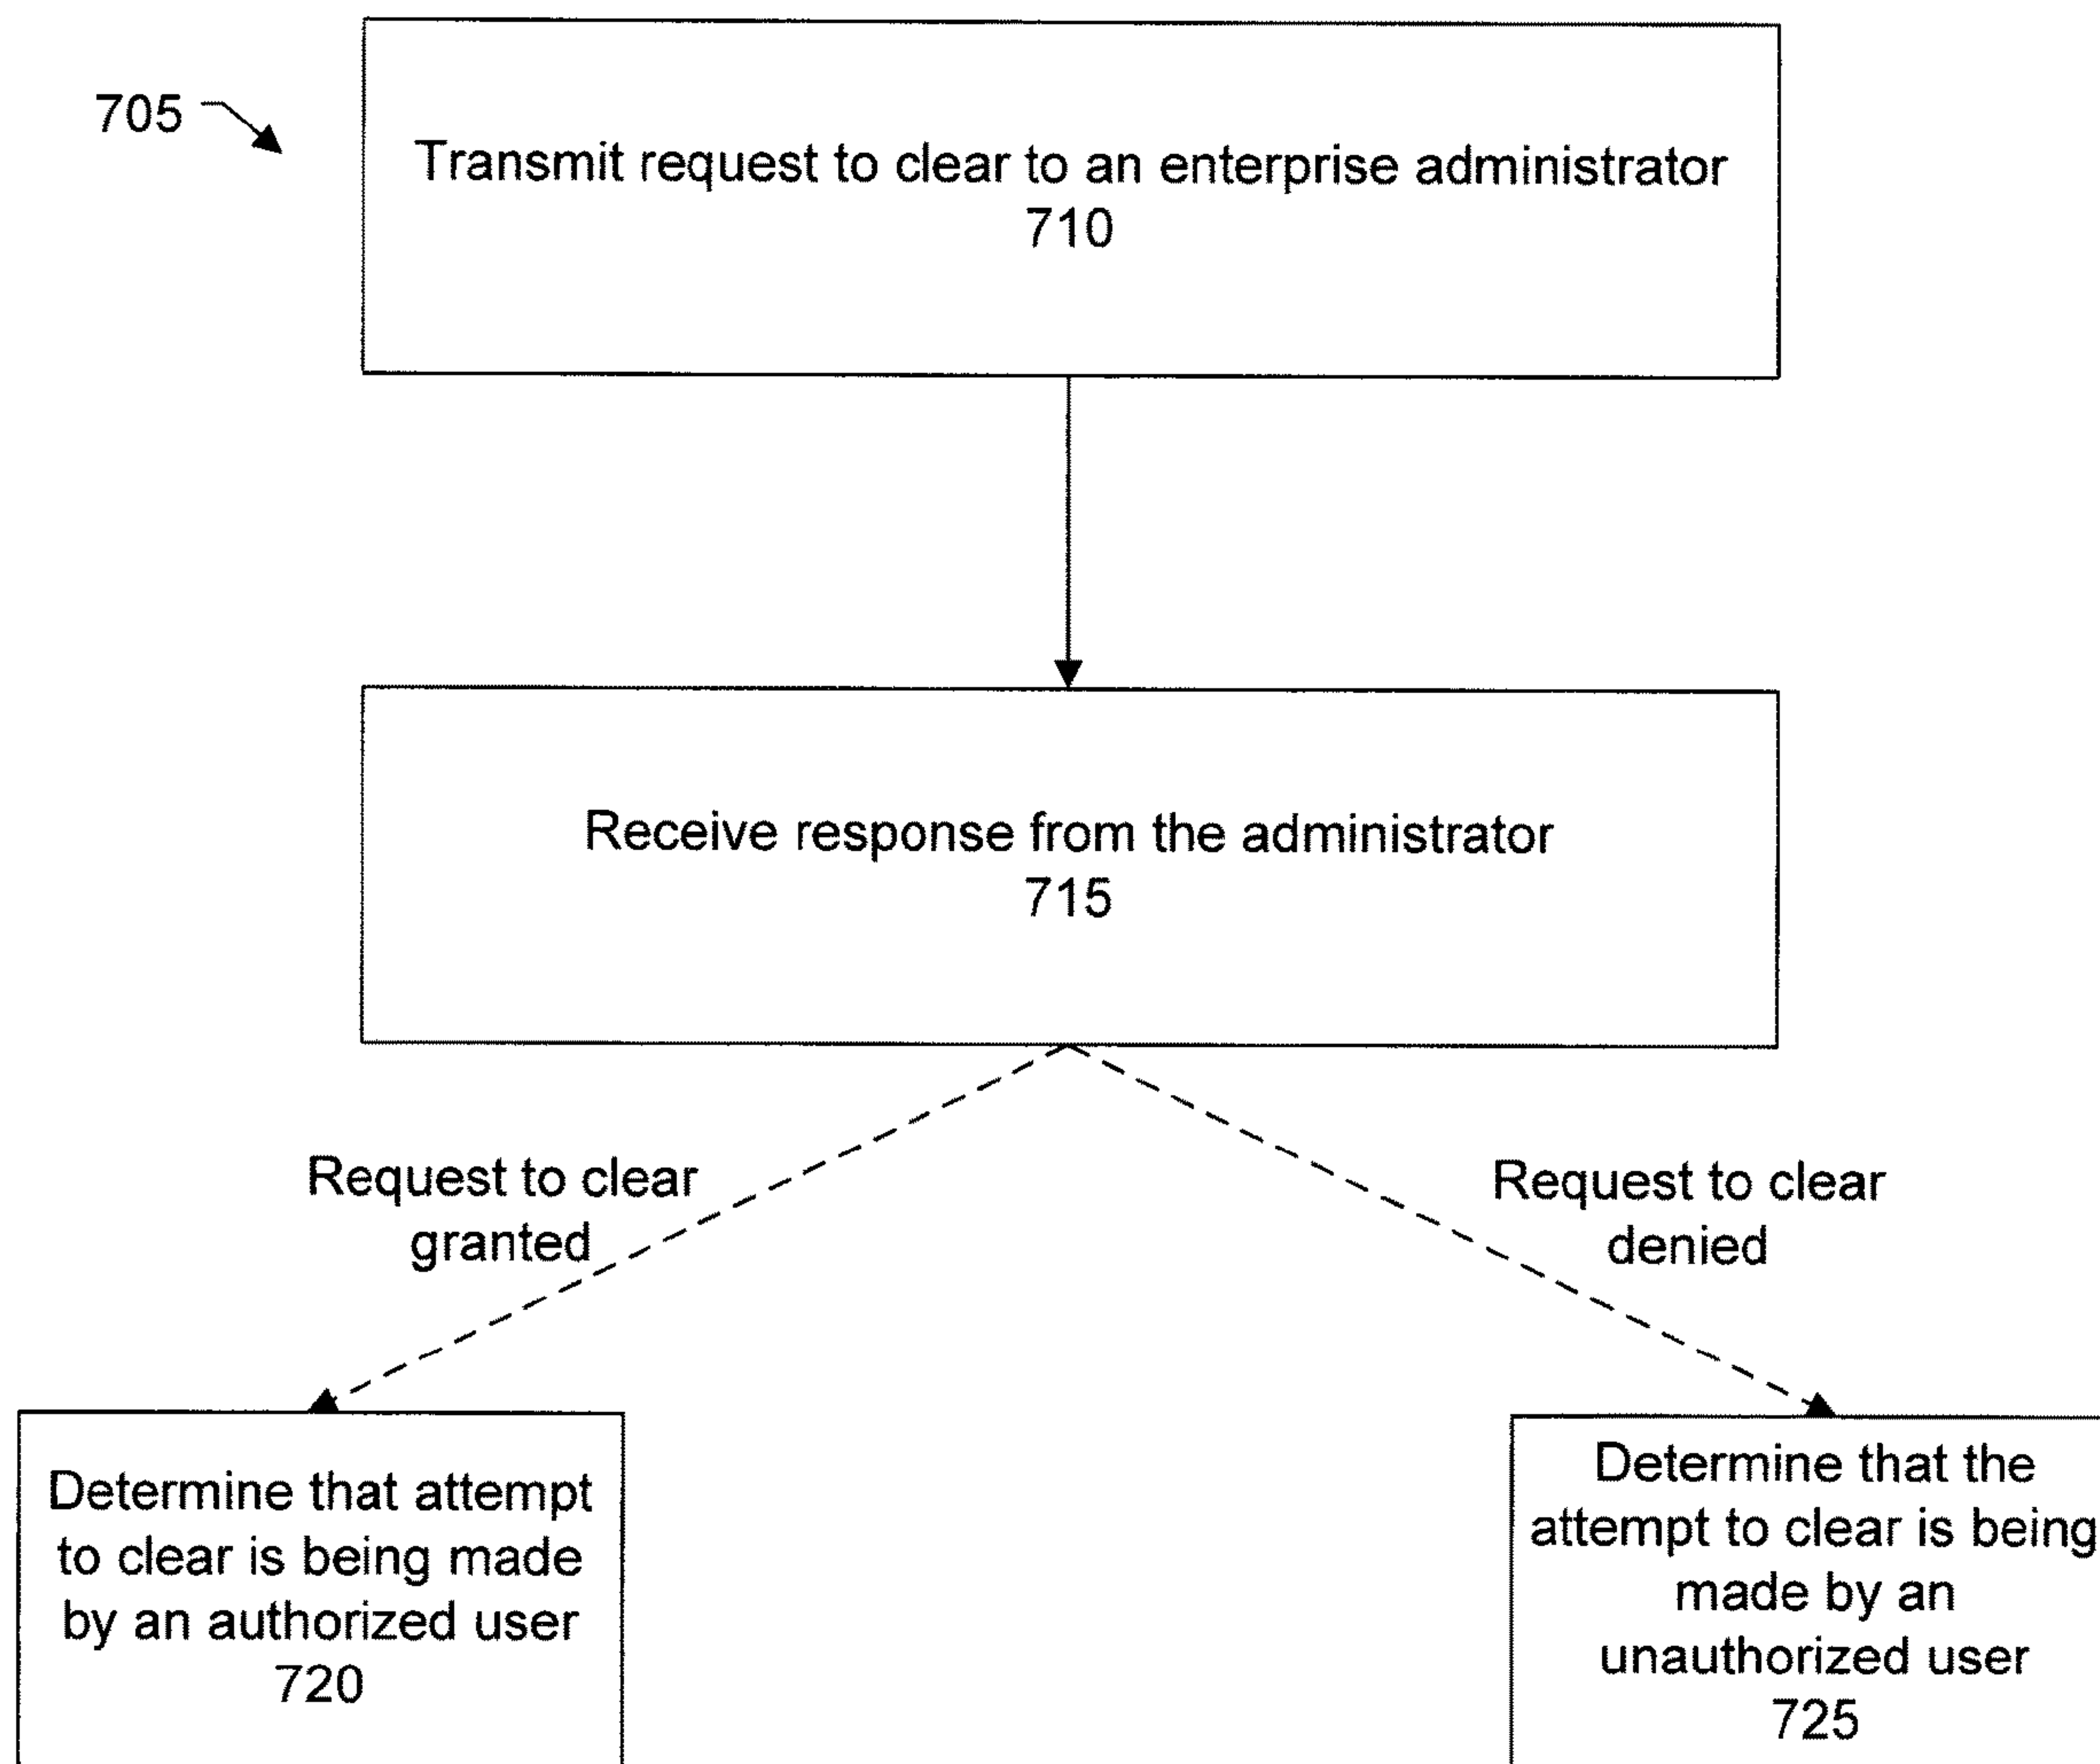 705
Transmit request to clear to an enterprise administrator
710
Receive response from the administrator
715
Request to clear
granted
Request to clear
denied
Determine that attempt
to clear is being made
by an authorized user
720
Determine that the
attempt to clear is being
made by an
unauthorized user
725